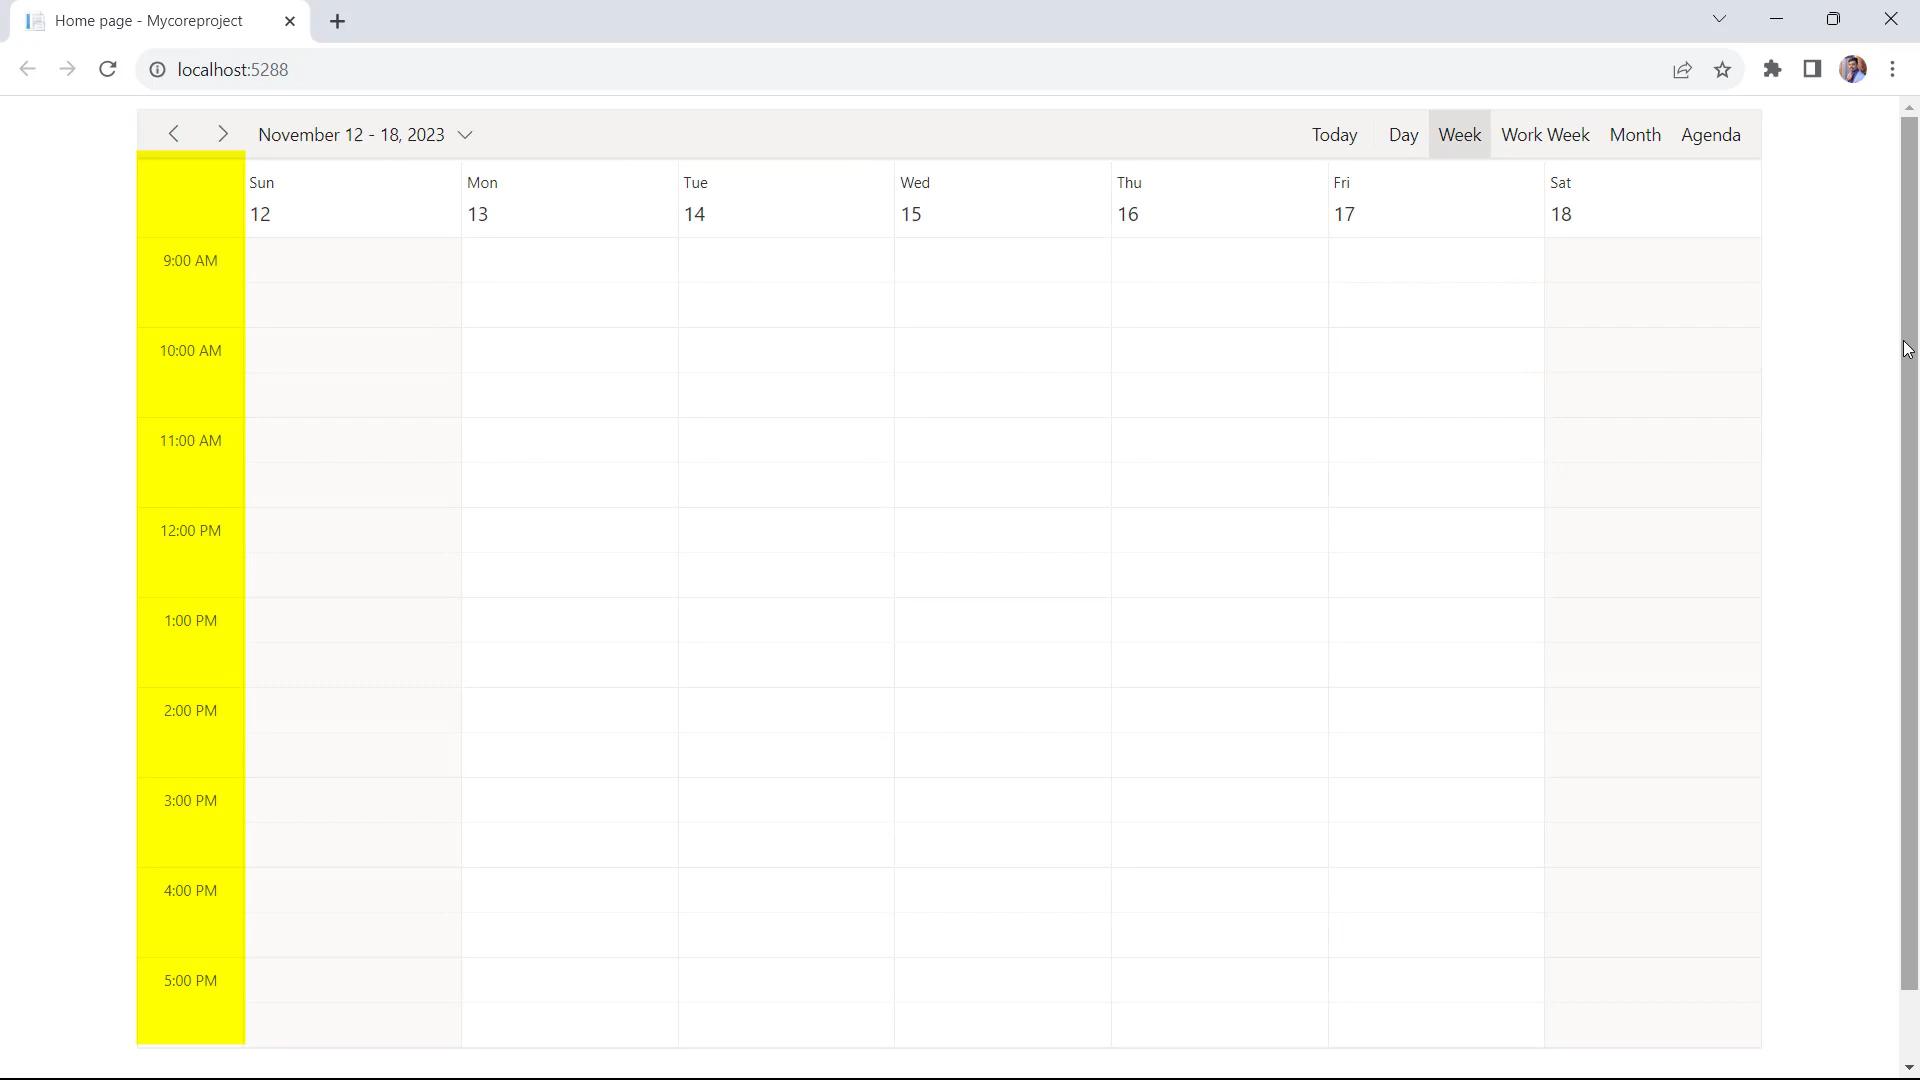 Home page - Mycoreproject
localhost:5288
November 12 - 18, 2023
Today Day Week Work Week Month Agenda
Sun Mon Tue Wed Thu Fri Sat
12 13 14 15 16 17 18
9:00 AM
10:00 AM
11:00 AM
12:00 PM
1:00 PM
2:00 PM
3:00 PM
4:00 PM
5:00 PM